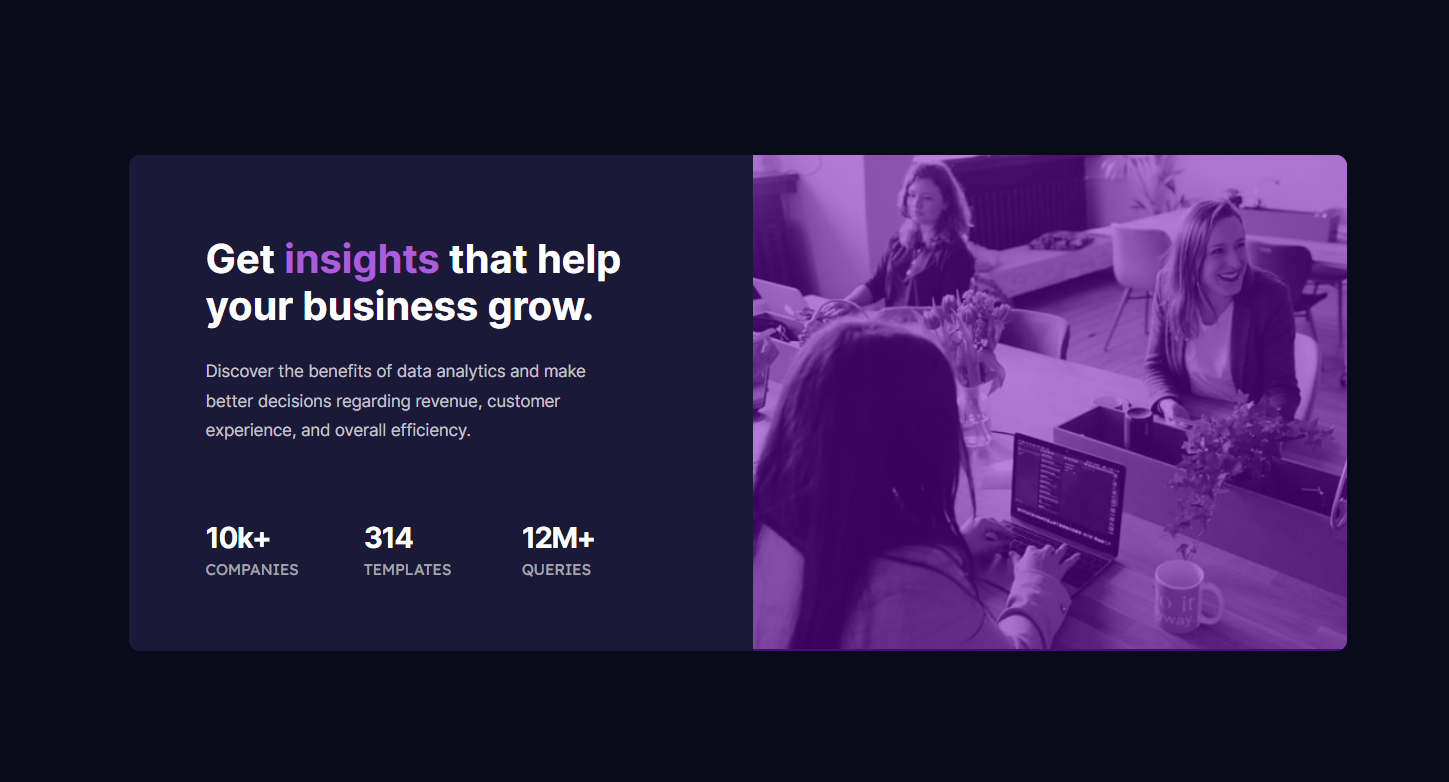 Get insights that help
your business grow.
Discover the benefits of data analytics and make
better decisions regarding revenue, customer
experience, and overall efficiency.
10k+ 314 12M+
COMPANIES TEMPLATES QUERIES